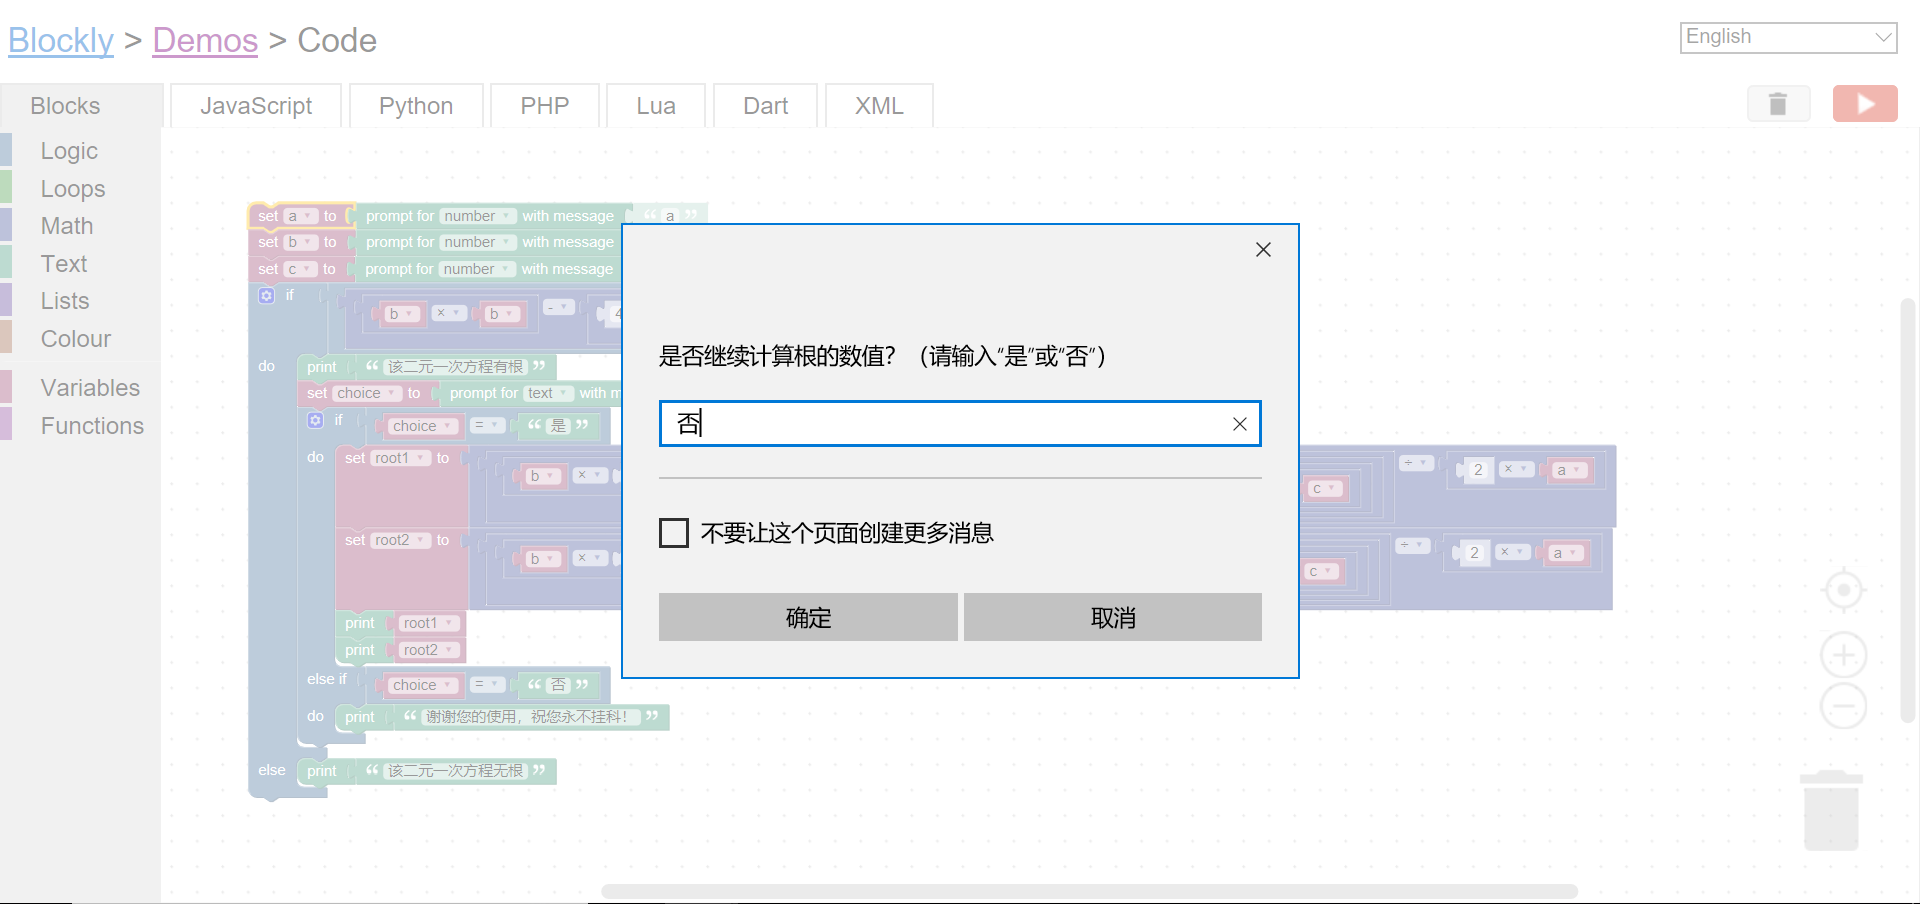 Blockly > Demos > Code
English
Blocks
JavaScript
Python
PHP
Lua
Dart
XML
Logic
Loops
Math
Text
Lists
Colour
Variables
Functions
set a to prompt for number with message “ a ”
set b to prompt for number with message
set c to prompt for number with message
if b × b - 4
do print “ 该二元一次方程有根 ”
set choice to prompt for text with m
if choice = “ 是 ”
do set root1 to b ×
c ÷ 2 × a
set root2 to b ×
c ÷ 2 × a
print root1
print root2
else if choice = “ 否 ”
do print “ 谢谢您的使用，祝您永不挂科！ ”
else print “ 该二元一次方程无根 ”
是否继续计算根的数值？（请输入“是”或“否”）
否
不要让这个页面创建更多消息
确定
取消